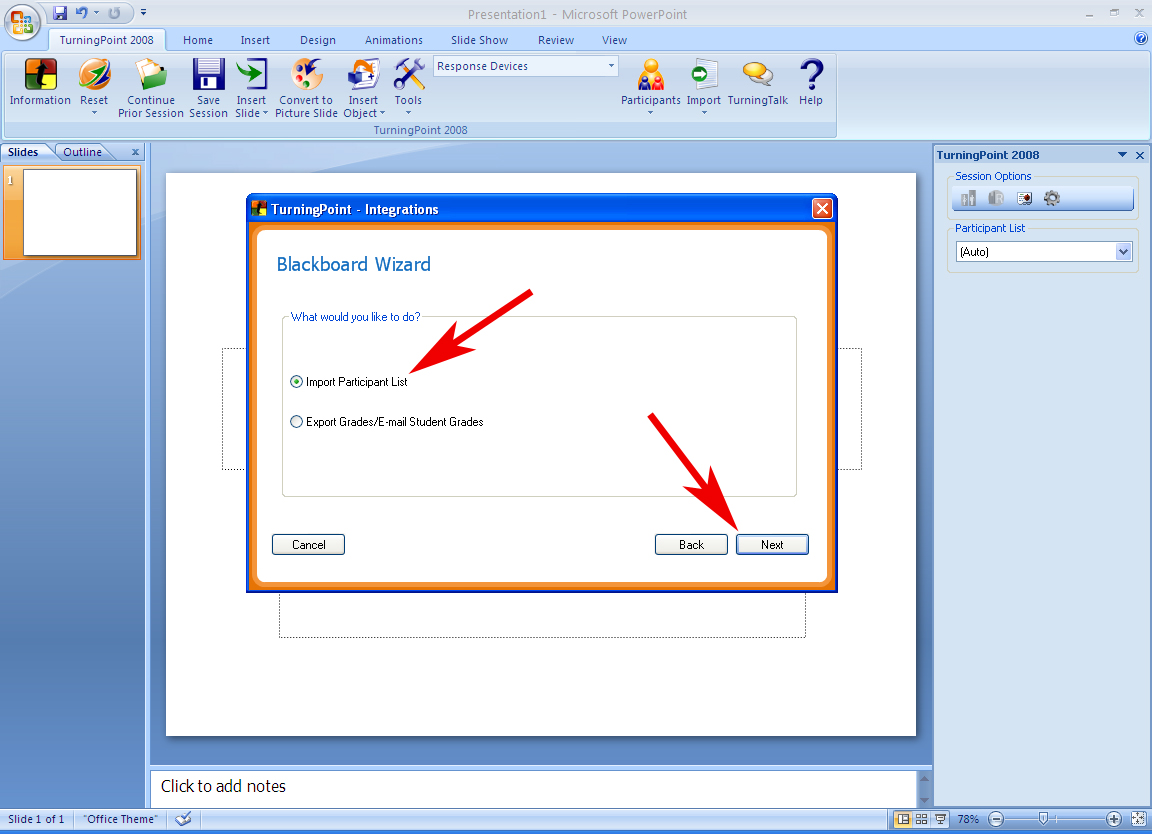 Presentation1 - Microsoft PowerPoint
TurningPoint 2008 Home Insert Design Animations Slide Show Review View
Response Devices
Information Reset Continue Prior Session Save Session Insert Slide Convert to Picture Slide Insert Object Tools Participants Import TurningTalk Help
TurningPoint 2008
Slides Outline x
1
TurningPoint 2008
Session Options
Participant List
(Auto)
TurningPoint - Integrations
Blackboard Wizard
What would you like to do?
Import Participant List
Export Grades/E-mail Student Grades
Cancel Back Next
Click to add notes
Slide 1 of 1 "Office Theme" 78%